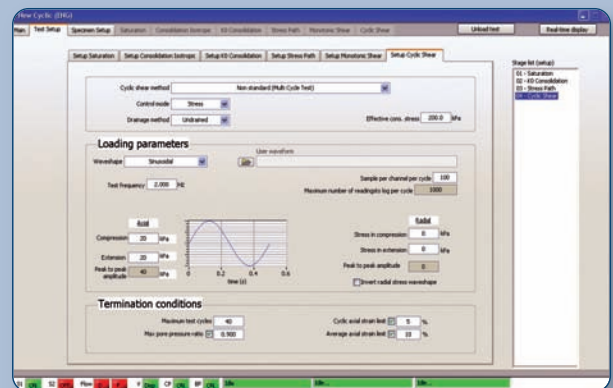 New Cyclic (ENG)
Main Test Setup Specimen Setup Saturation Consolidation Isotropic K0 Consolidation Stress Path Monotonic Shear Cyclic Shear Unload test Real-time display
Setup Saturation Setup Consolidation Isotropic Setup K0 Consolidation Setup Stress Path Setup Monotonic Shear Setup Cyclic Shear
Stage list (setup)
01 - Saturation
02 - K0 Consolidation
03 - Stress Path
04 - Cyclic Shear
Cyclic shear method Non standard (Multi Cycle Test)
Control mode Stress
Drainage method Undrained Effective cons. stress 200.0 kPa
Loading parameters
User waveform
Waveshape Sinusoidal
Sample per channel per cycle 100
Test frequency 2.000 Hz
Maximum number of readings to log per cycle 1000
Axial Radial
Compression 20 kPa Stress in compression 0 kPa
Extension 20 kPa Stress in extension 0 kPa
Peak to peak amplitude 40 kPa Peak to peak amplitude 0
0 0.2 0.4 0.6
time (s)
Invert radial stress waveshape
Termination conditions
Maximum test cycles 40 Cyclic axial strain limit 5 %
Max pore pressure ratio 0.900 Average axial strain limit 10 %
S1 S2 Flow V CP BP Idle Idle... Idle...